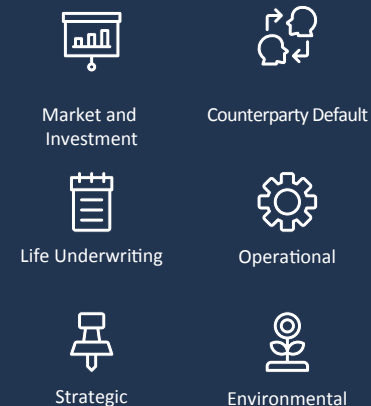 Market and
Investment
Counterparty Default
Life Underwriting
Operational
Strategic
Environmental